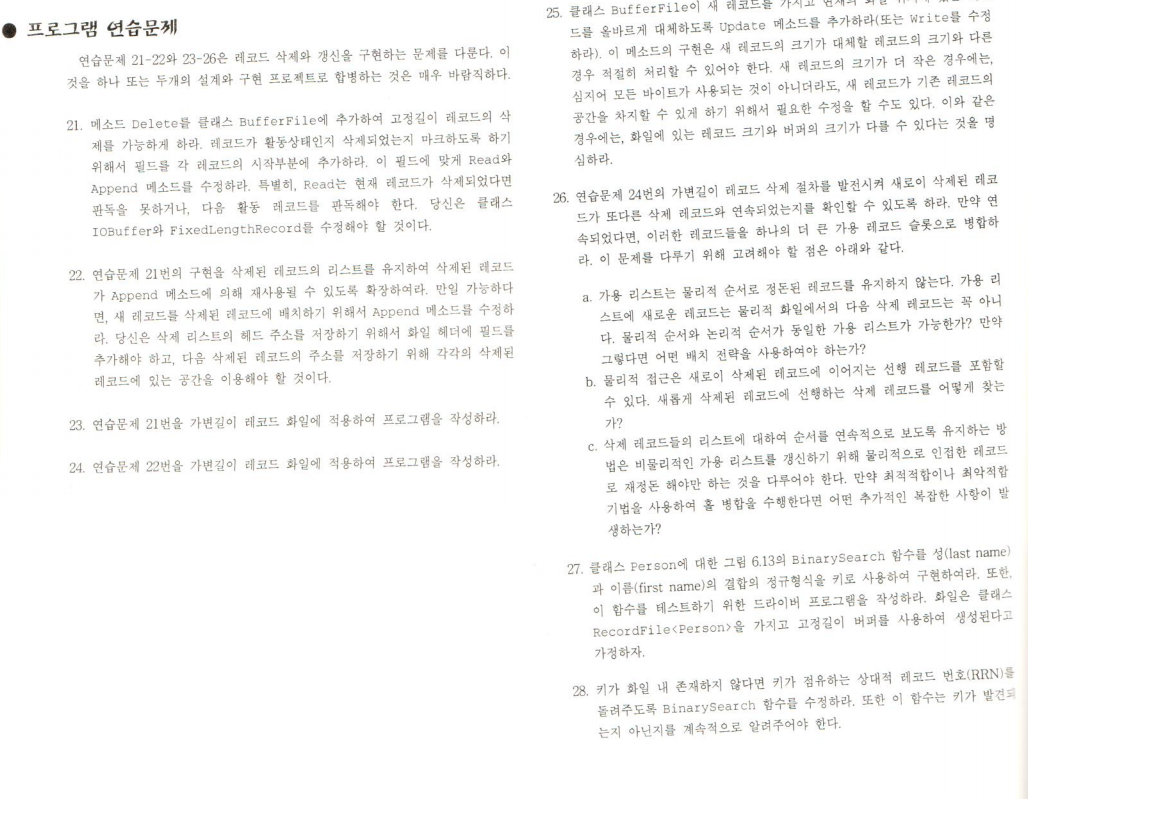 프로그램 연습문제
연습문제 21-22와 23-26은 레코드 삭제와 갱신을 구현하는 문제를 다룬다. 이
것을 하나 또는 두개의 설계와 구현 프로젝트로 합병하는 것은 매우 바람직하다.
21. 메소드 Delete를 클래스 BufferFile에 추가하여 고정길이 레코드의 삭
제를 가능하게 하라. 레코드가 활동상태인지 삭제되었는지 마크하도록 하기
위해서 필드를 각 레코드의 시작부분에 추가하라. 이 필드에 맞게 Read와
Append 메소드를 수정하라. 특별히, Read는 현재 레코드가 삭제되었다면
판독을 못하거나, 다음 활동 레코드를 판독해야 한다. 당신은 클래스
IOBuffer와 FixedLengthRecord를 수정해야 할 것이다.
22. 연습문제 21번의 구현을 삭제된 레코드의 리스트를 유지하여 삭제된 레코드
가 Append 메소드에 의해 재사용될 수 있도록 확장하여라. 만일 가능하다
면, 새 레코드를 삭제된 레코드에 배치하기 위해서 Append 메소드를 수정하
라. 당신은 삭제 리스트의 헤드 주소를 저장하기 위해서 화일 헤더에 필드를
추가해야 하고, 다음 삭제된 레코드의 주소를 저장하기 위해 각각의 삭제된
레코드에 있는 공간을 이용해야 할 것이다.
23. 연습문제 21번을 가변길이 레코드 화일에 적용하여 프로그램을 작성하라.
24. 연습문제 22번을 가변길이 레코드 화일에 적용하여 프로그램을 작성하라.
25. 클래스 BufferFile이 새 레코드를 가지고 현재의 화일
드를 올바르게 대체하도록 Update 메소드를 추가하라(또는 Write를 수정
하라). 이 메소드의 구현은 새 레코드의 크기가 대체할 레코드의 크기와 다른
경우 적절히 처리할 수 있어야 한다. 새 레코드의 크기가 더 작은 경우에는,
심지어 모든 바이트가 사용되는 것이 아니더라도, 새 레코드가 기존 레코드의
공간을 차지할 수 있게 하기 위해서 필요한 수정을 할 수도 있다. 이와 같은
경우에는, 화일에 있는 레코드 크기와 버퍼의 크기가 다를 수 있다는 것을 명
심하라.
26. 연습문제 24번의 가변길이 레코드 삭제 절차를 발전시켜 새로이 삭제된 레코
드가 또다른 삭제 레코드와 연속되었는지를 확인할 수 있도록 하라. 만약 연
속되었다면, 이러한 레코드들을 하나의 더 큰 가용 레코드 슬롯으로 병합하
라. 이 문제를 다루기 위해 고려해야 할 점은 아래와 같다.
a. 가용 리스트는 물리적 순서로 정돈된 레코드를 유지하지 않는다. 가용 리
스트에 새로운 레코드는 물리적 화일에서의 다음 삭제 레코드는 꼭 아니
다. 물리적 순서와 논리적 순서가 동일한 가용 리스트가 가능한가? 만약
그렇다면 어떤 배치 전략을 사용하여야 하는가?
b. 물리적 접근은 새로이 삭제된 레코드에 이어지는 선행 레코드를 포함할
수 있다. 새롭게 삭제된 레코드에 선행하는 삭제 레코드를 어떻게 찾는
가?
c. 삭제 레코드들의 리스트에 대하여 순서를 연속적으로 보도록 유지하는 방
법은 비물리적인 가용 리스트를 갱신하기 위해 물리적으로 인접한 레코드
로 재정돈 해야만 하는 것을 다루어야 한다. 만약 최적적합이나 최악적합
기법을 사용하여 홀 병합을 수행한다면 어떤 추가적인 복잡한 사항이 발
생하는가?
27. 클래스 Person에 대한 그림 6.13의 BinarySearch 함수를 성(last name)
과 이름(first name)의 결합의 정규형식을 키로 사용하여 구현하여라. 또한,
이 함수를 테스트하기 위한 드라이버 프로그램을 작성하라. 화일은 클래스
RecordFile<Person>을 가지고 고정길이 버퍼를 사용하여 생성된다고
가정하자.
28. 키가 화일 내 존재하지 않다면 키가 점유하는 상대적 레코드 번호(RRN)를
돌려주도록 BinarySearch 함수를 수정하라. 또한 이 함수는 키가 발견되
는지 아닌지를 계속적으로 알려주어야 한다.